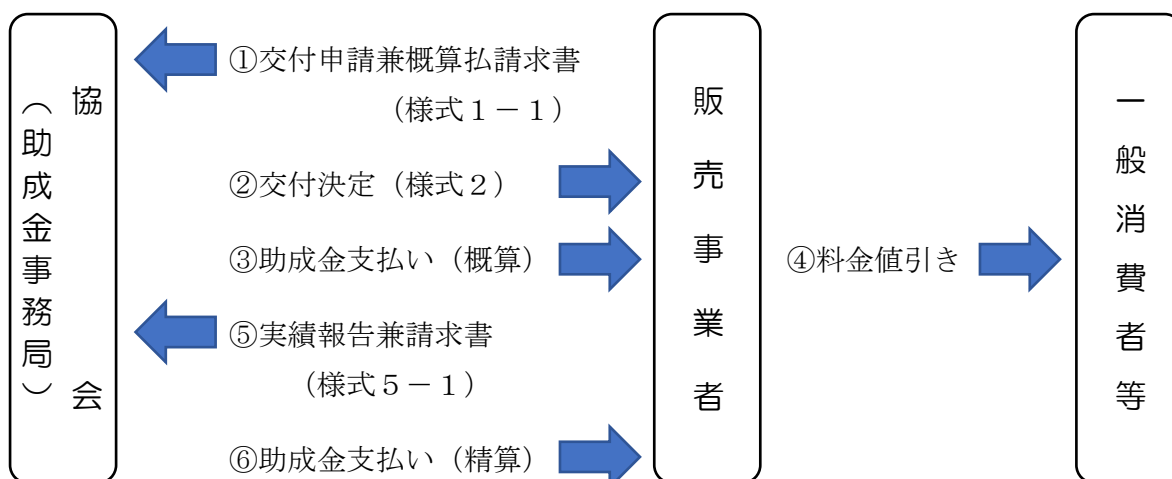 協会
（助成金事務局）
①交付申請兼概算払請求書
（様式１－１）
②交付決定（様式２）
③助成金支払い（概算）
⑤実績報告兼請求書
（様式５－１）
⑥助成金支払い（精算）
販売事業者
④料金値引き
一般消費者等